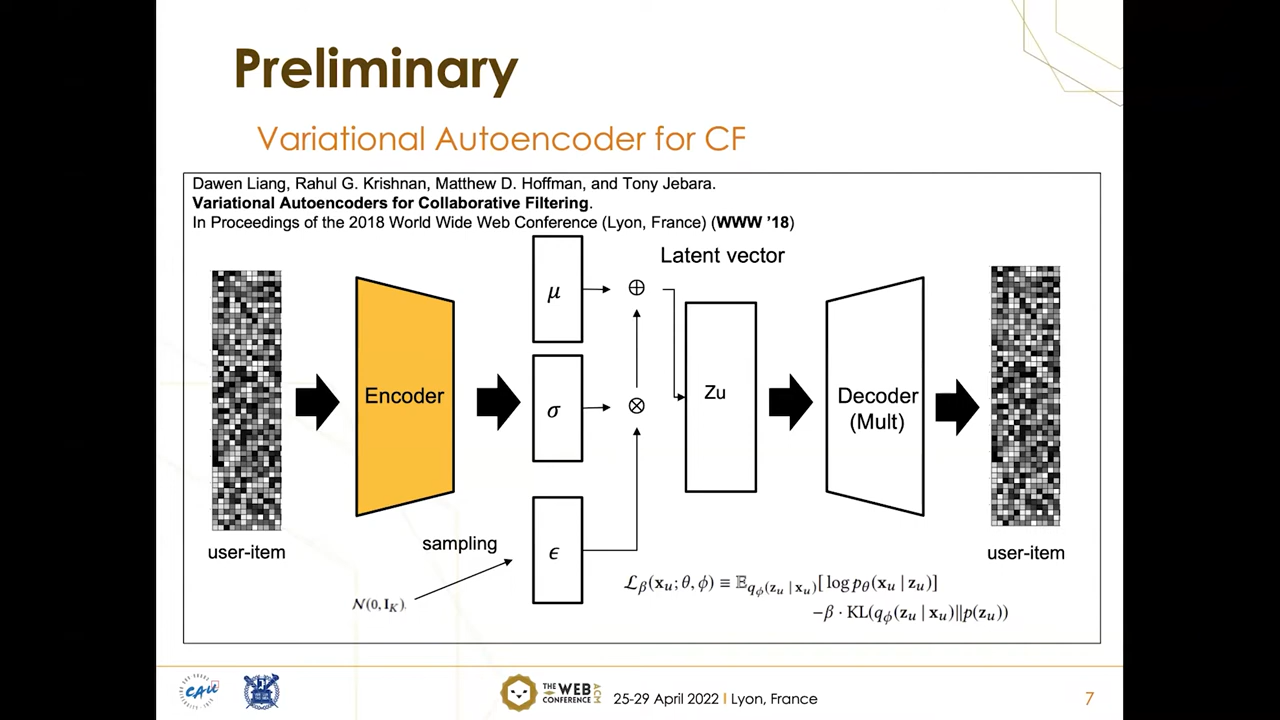 Preliminary
Variational Autoencoder for CF
Dawen Liang, Rahul G. Krishnan, Matthew D. Hoffman, and Tony Jebara.
Variational Autoencoders for Collaborative Filtering.
In Proceedings of the 2018 World Wide Web Conference (Lyon, France) (WWW ’18)
Latent vector
μ
⊕
Encoder
σ
⊗
Zu
Decoder
(Mult)
user-item
sampling
ϵ
user-item
𝒩(0, I_K).
ℒ_β(x_u; θ, ϕ) ≡ 𝔼_{q_ϕ(z_u | x_u)}[log p_θ(x_u | z_u)]
−β · KL(q_ϕ(z_u | x_u)||p(z_u))
CAU
THE WEB CONFERENCE ACM
25-29 April 2022 I Lyon, France
7